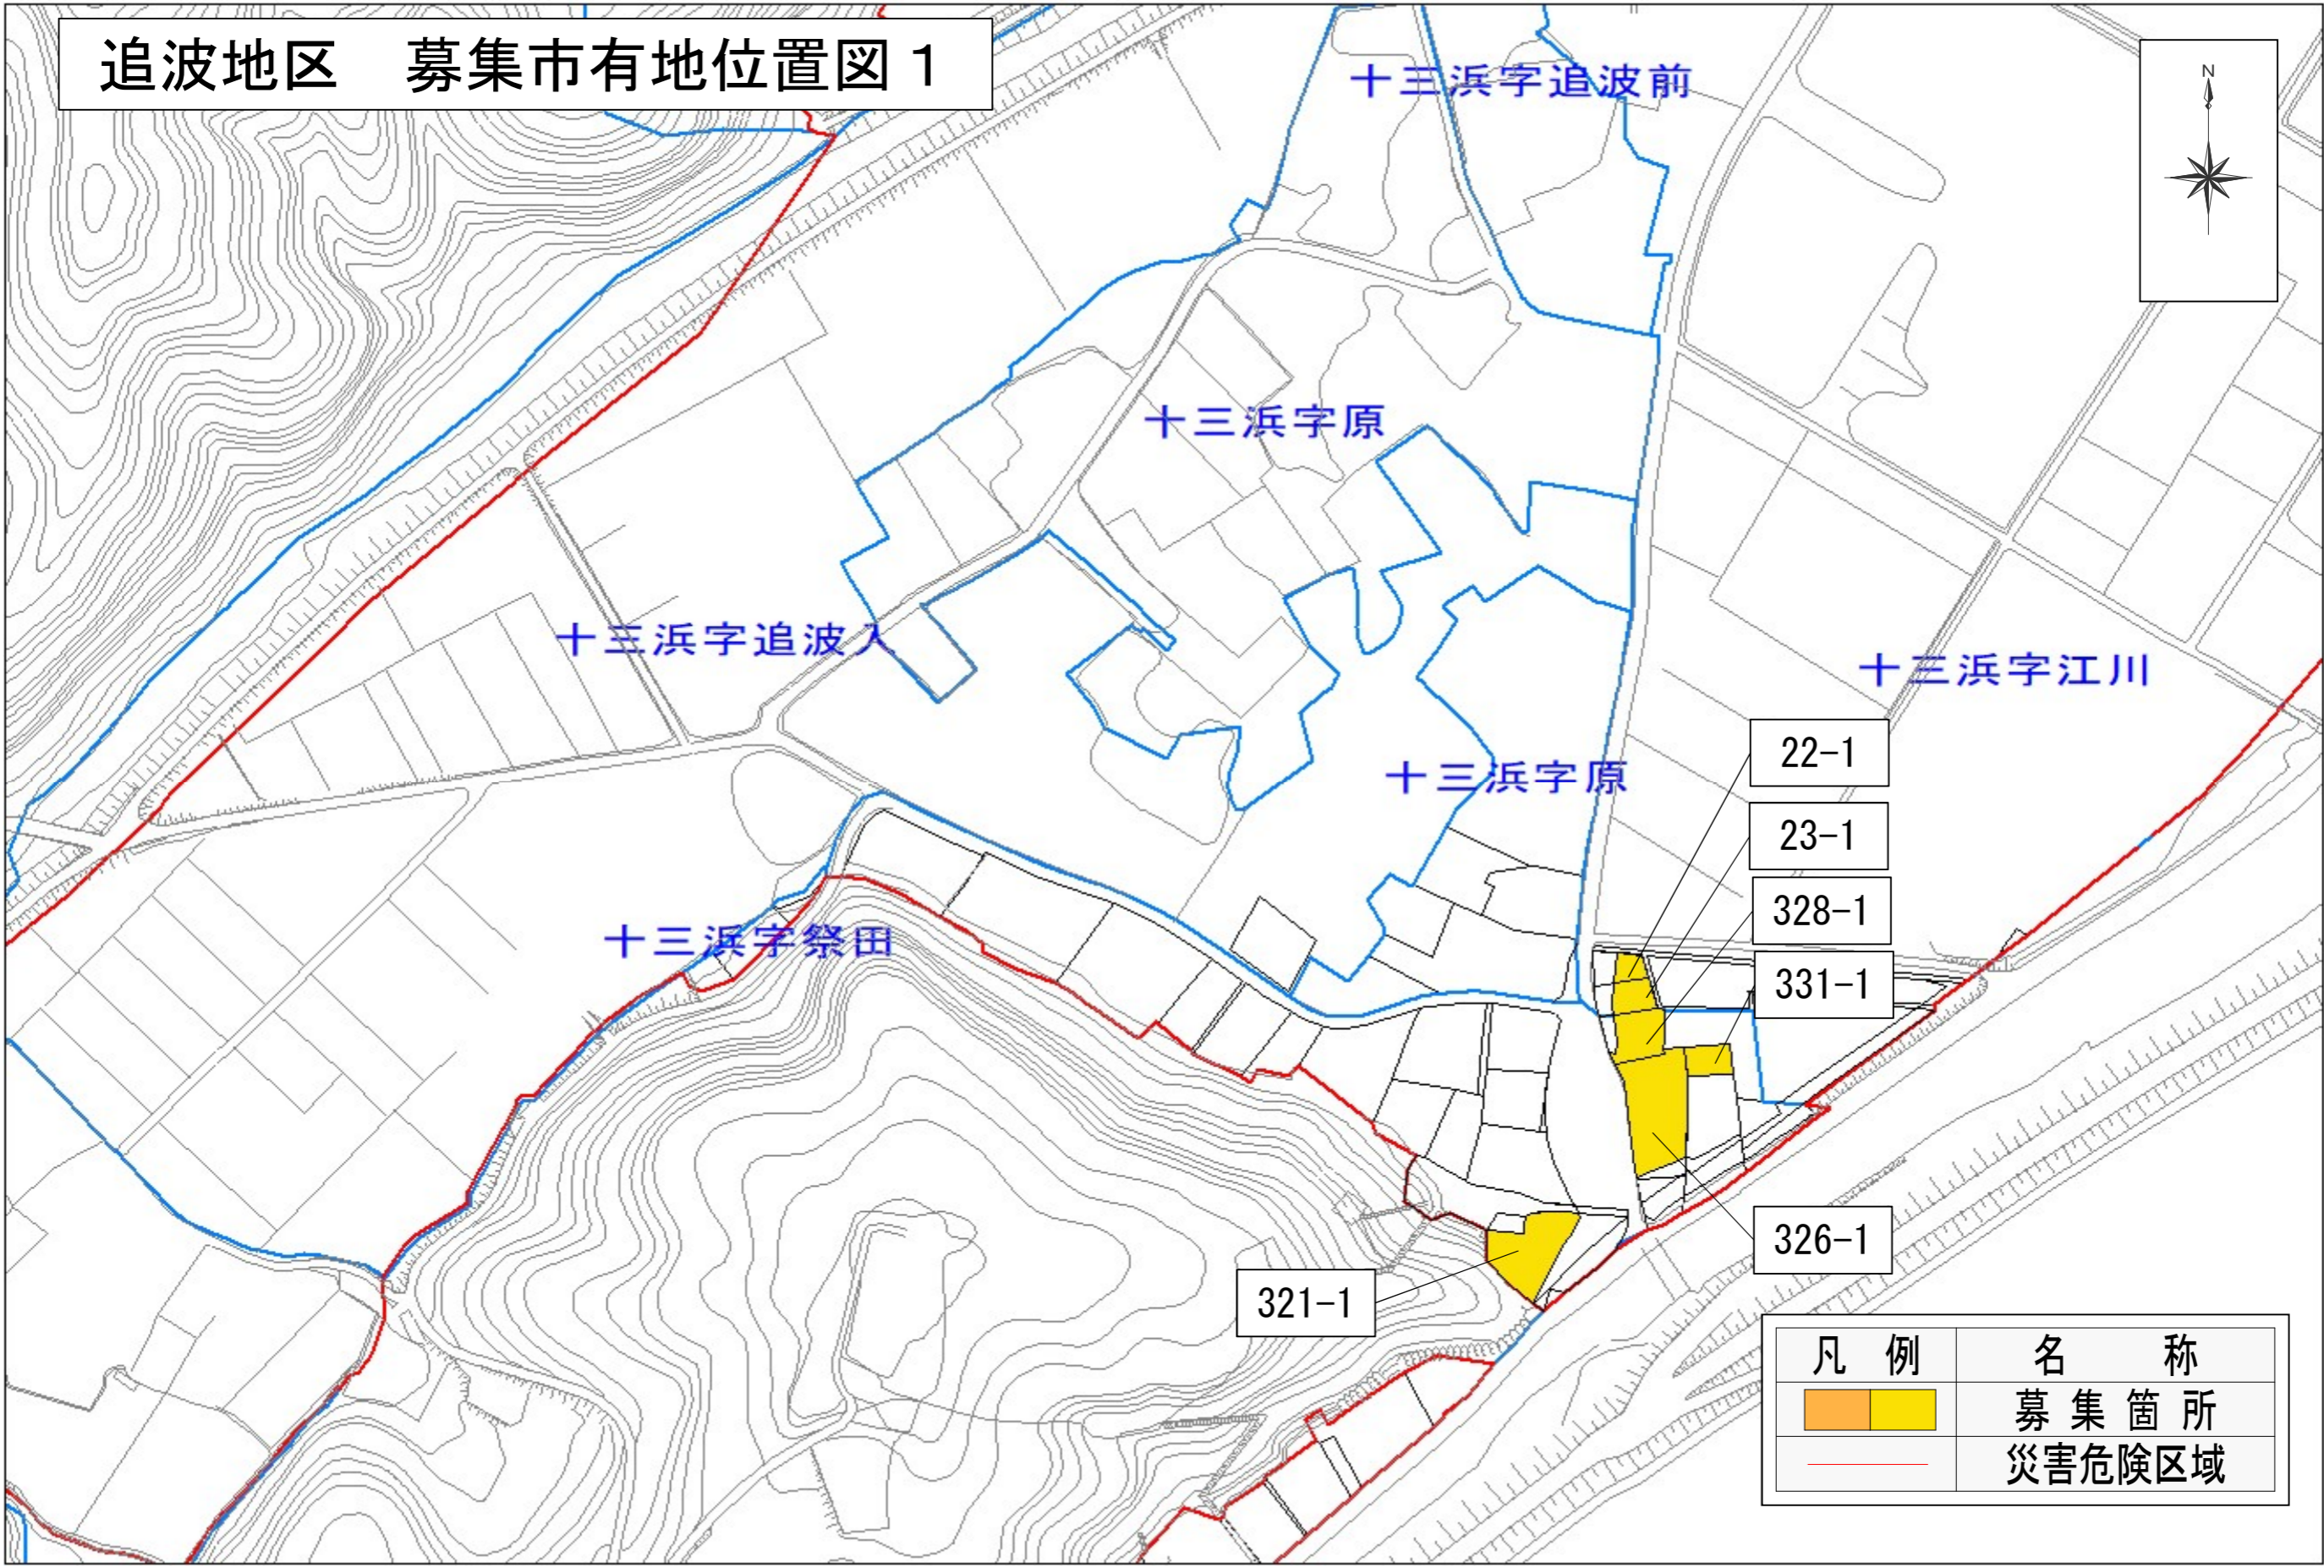 追波地区　募集市有地位置図１
N
十三浜字追波前
十三浜字原
十三浜字追波入
十三浜字江川
22-1
十三浜字原
23-1
328-1
十三浜字祭田
331-1
326-1
321-1
凡　例　名　　称
募 集 箇 所
災害危険区域